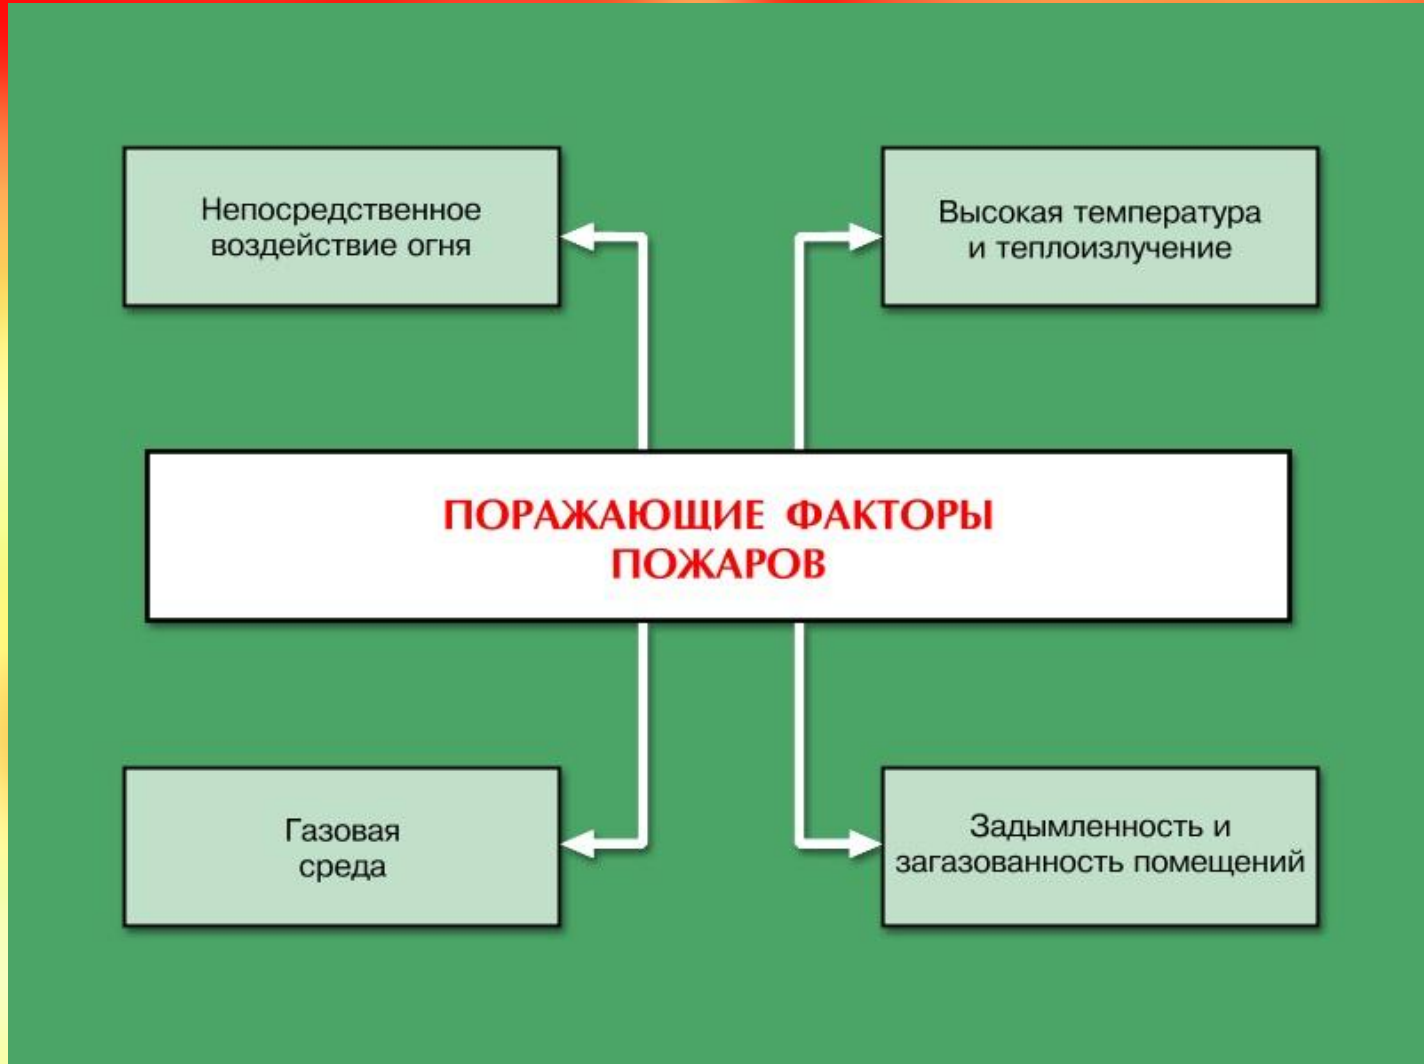 Непосредственное
воздействие огня
Высокая температура
и теплоизлучение
ПОРАЖАЮЩИЕ ФАКТОРЫ
ПОЖАРОВ
Газовая
среда
Задымленность и
загазованность помещений